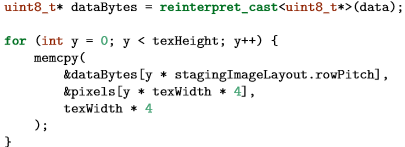 uint8_t* dataBytes = reinterpret_cast<uint8_t*>(data);
for (int y = 0; y < texHeight; y++) {
memcpy(
&dataBytes[y * stagingImageLayout.rowPitch],
&pixels[y * texWidth * 4],
texWidth * 4
);
}